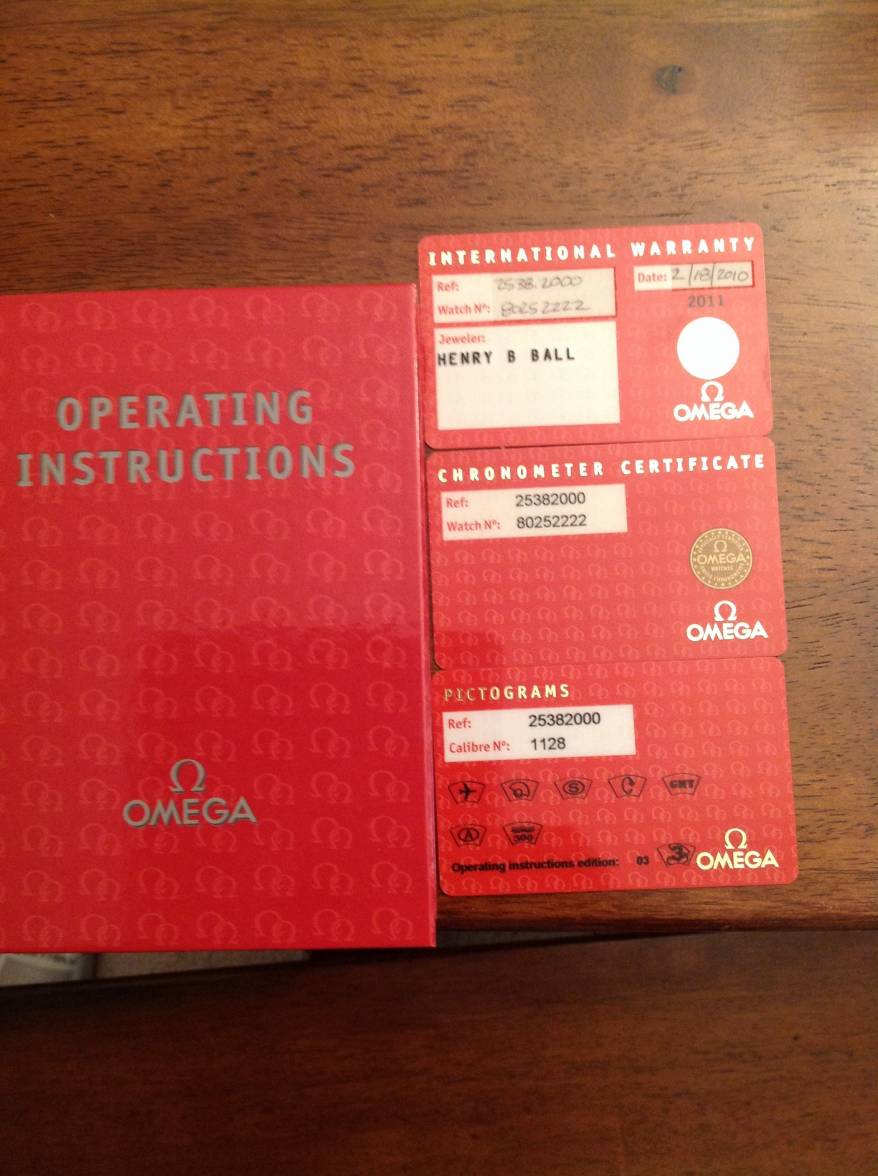 OPERATING
INSTRUCTIONS
Ω
OMEGA
INTERNATIONAL WARRANTY
Ref: 2538.2000
Watch Nº: 80252222
Date: 2/18/2010
2011
Jeweler:
HENRY B BALL
Ω
OMEGA
CHRONOMETER CERTIFICATE
Ref: 25382000
Watch Nº: 80252222
OMEGA
Ω
OMEGA
PICTOGRAMS
Ref: 25382000
Calibre Nº: 1128
S
GMT
A
300
Operating instructions edition: 03
3
Ω
OMEGA